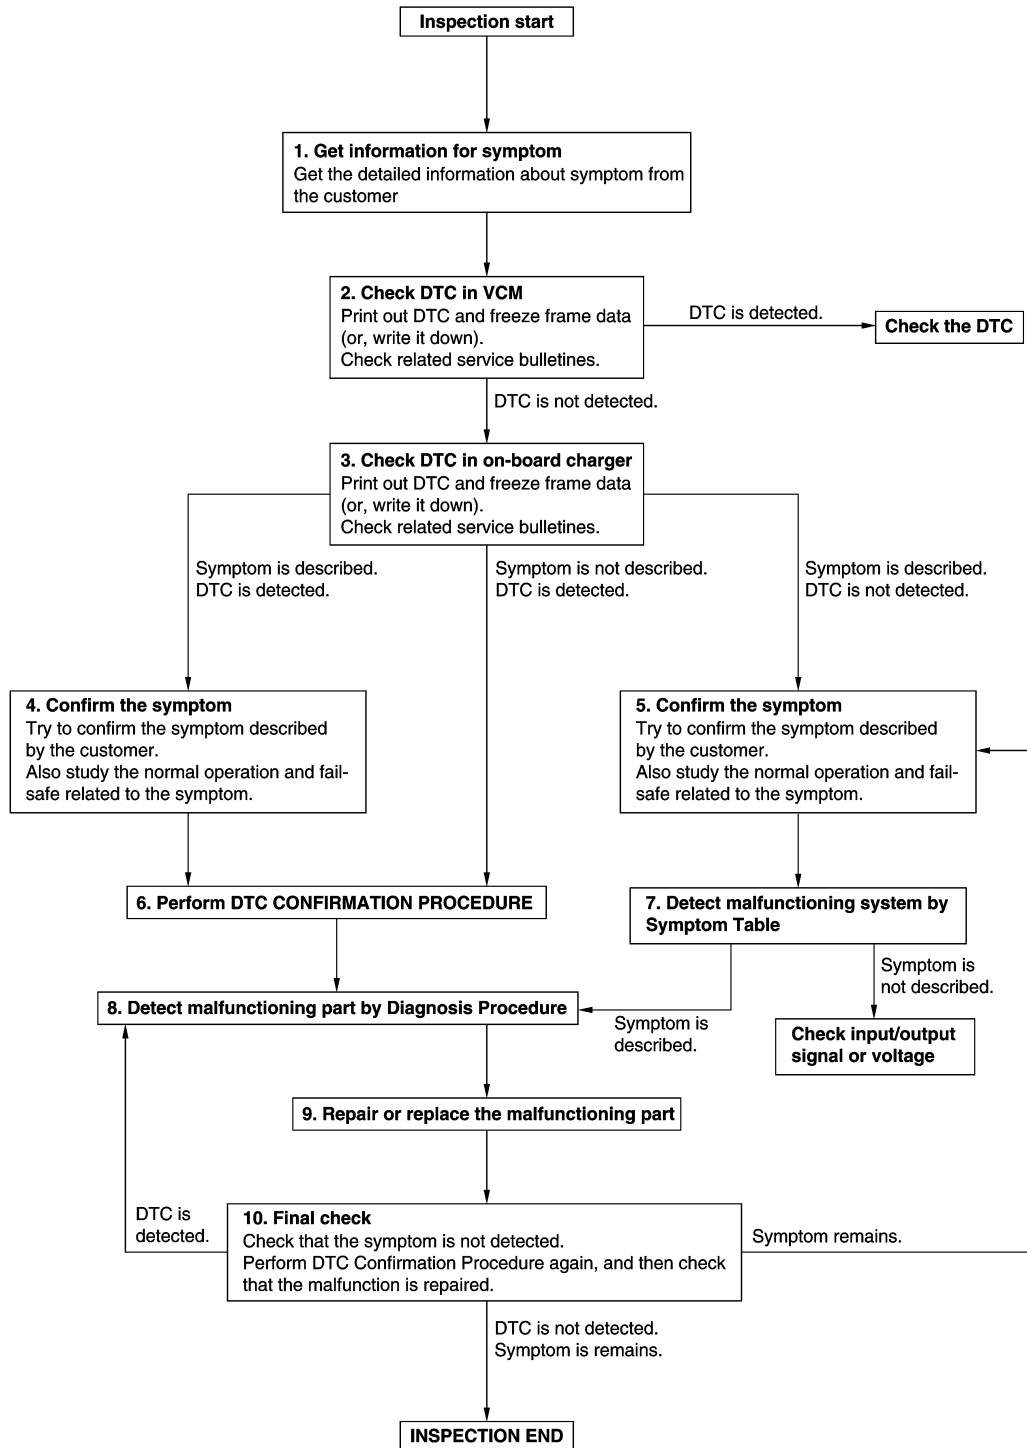 Inspection start
1. Get information for symptom
Get the detailed information about symptom from
the customer
2. Check DTC in VCM
Print out DTC and freeze frame data
(or, write it down).
Check related service bulletines.
DTC is detected.
Check the DTC
DTC is not detected.
3. Check DTC in on-board charger
Print out DTC and freeze frame data
(or, write it down).
Check related service bulletines.
Symptom is described.
DTC is detected.
Symptom is not described.
DTC is detected.
Symptom is described.
DTC is not detected.
4. Confirm the symptom
Try to confirm the symptom described
by the customer.
Also study the normal operation and fail-
safe related to the symptom.
5. Confirm the symptom
Try to confirm the symptom described
by the customer.
Also study the normal operation and fail-
safe related to the symptom.
6. Perform DTC CONFIRMATION PROCEDURE
7. Detect malfunctioning system by
Symptom Table
Symptom is
not described.
8. Detect malfunctioning part by Diagnosis Procedure
Symptom is
described.
Check input/output
signal or voltage
9. Repair or replace the malfunctioning part
DTC is
detected.
10. Final check
Check that the symptom is not detected.
Perform DTC Confirmation Procedure again, and then check
that the malfunction is repaired.
Symptom remains.
DTC is not detected.
Symptom is remains.
INSPECTION END